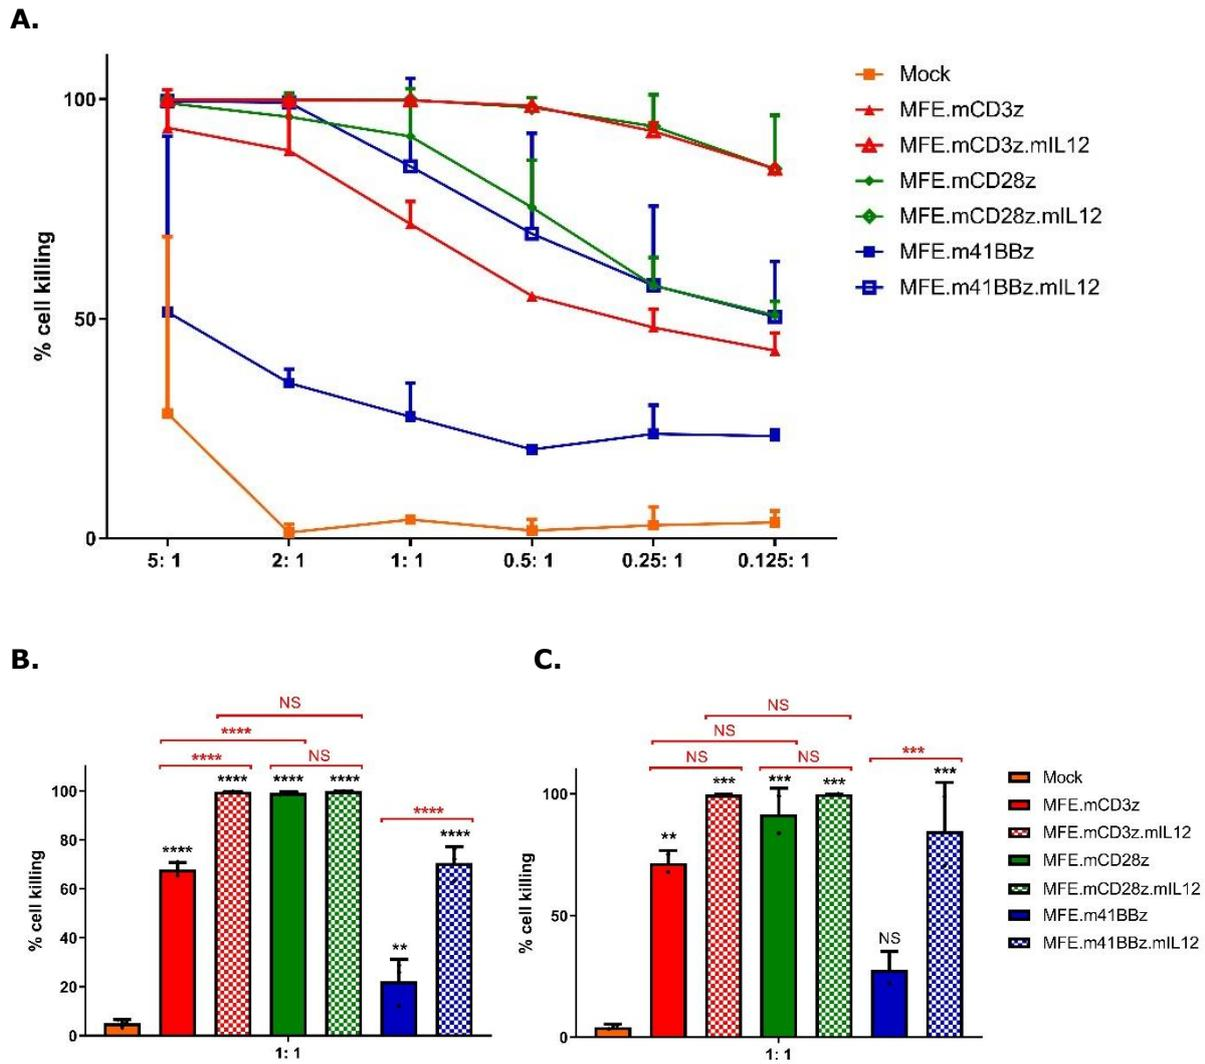 A.
100
50
0
% cell killing
5: 1 2: 1 1: 1 0.5: 1 0.25: 1 0.125: 1
Mock
MFE.mCD3z
MFE.mCD3z.mIL12
MFE.mCD28z
MFE.mCD28z.mIL12
MFE.m41BBz
MFE.m41BBz.mIL12
B.
NS
****
**** NS
**** **** ****
****
****
****
**
100
80
60
40
20
0
% cell killing
1: 1
C.
NS
NS
NS NS
***
*** *** *** ***
**
NS
100
50
0
% cell killing
1: 1
Mock
MFE.mCD3z
MFE.mCD3z.mIL12
MFE.mCD28z
MFE.mCD28z.mIL12
MFE.m41BBz
MFE.m41BBz.mIL12